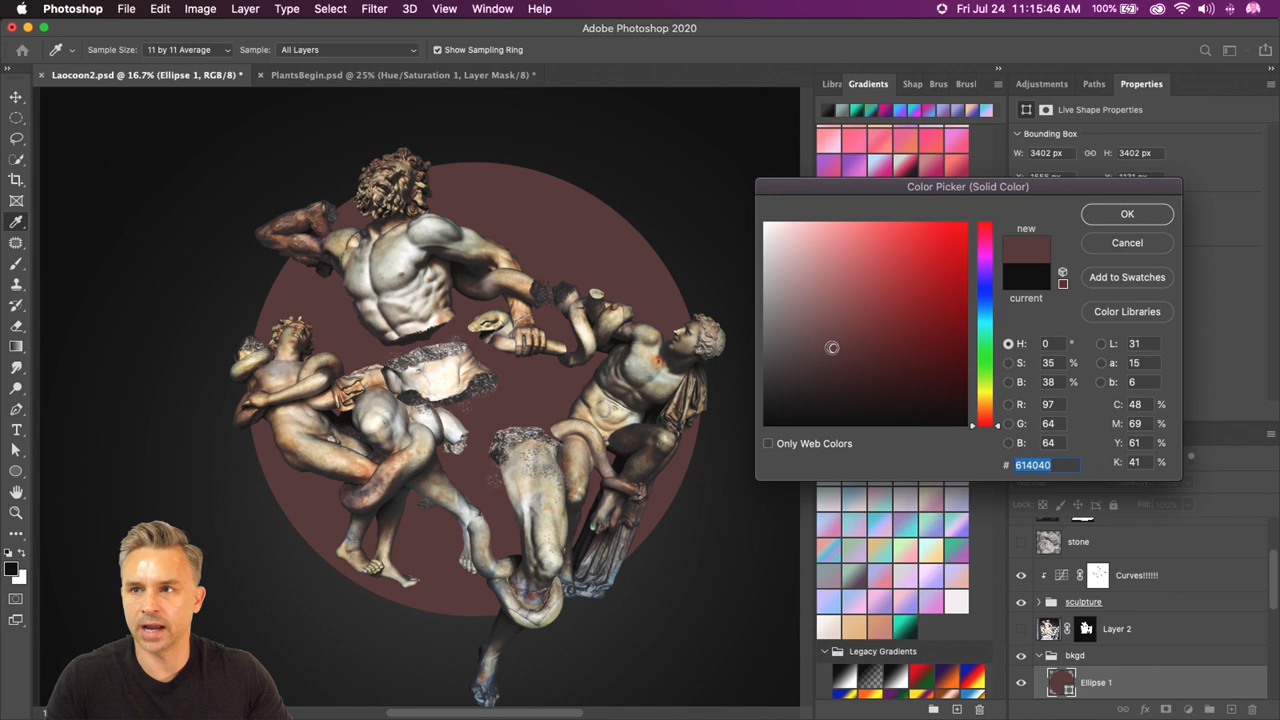 Photoshop File Edit Image Layer Type Select Filter 3D View Window Help 100% Fri Jul 24 11:15:46 AM
Adobe Photoshop 2020
Sample Size: 11 by 11 Average Sample: All Layers Show Sampling Ring
Laocoon2.psd @ 16.7% (Ellipse 1, RGB/8) * PlantsBegin.psd @ 25% (Hue/Saturation 1, Layer Mask/8) *
Libra Gradients Shap Brus Brusl Adjustments Paths Properties
Live Shape Properties
Bounding Box
W: 3402 px H: 3402 px
Color Picker (Solid Color)
OK
new
Cancel
Add to Swatches
current
Color Libraries
H: 0 ° L: 31
S: 35 % a: 15
B: 38 % b: 6
R: 97 C: 48 %
G: 64 M: 69 %
B: 64 Y: 61 %
# 614040 K: 41 %
Only Web Colors
Lock: Fill: 100%
stone
Curves!!!!!!
sculpture
Layer 2
bkgd
Legacy Gradients
Ellipse 1